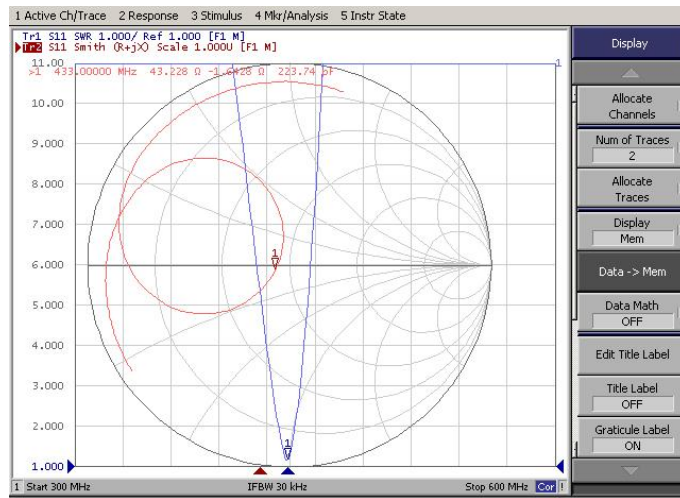 1 Active Ch/Trace 2 Response 3 Stimulus 4 Mkr/Analysis 5 Instr State
Tr1 S11 SWR 1.000/ Ref 1.000 [F1 M]
Tr2 S11 Smith (R+jX) Scale 1.000U [F1 M]
11.00
>1 433.00000 MHz 43.228 Ω -1.6428 Ω 223.74 pF
1
10.00
9.000
8.000
7.000
6.000
5.000
4.000
3.000
2.000
1.000
1
1
1 Start 300 MHz IFBW 30 kHz Stop 600 MHz Cor !
Display
Allocate
Channels
Num of Traces
2
Allocate
Traces
Display
Mem
Data -> Mem
Data Math
OFF
Edit Title Label
Title Label
OFF
Graticule Label
ON